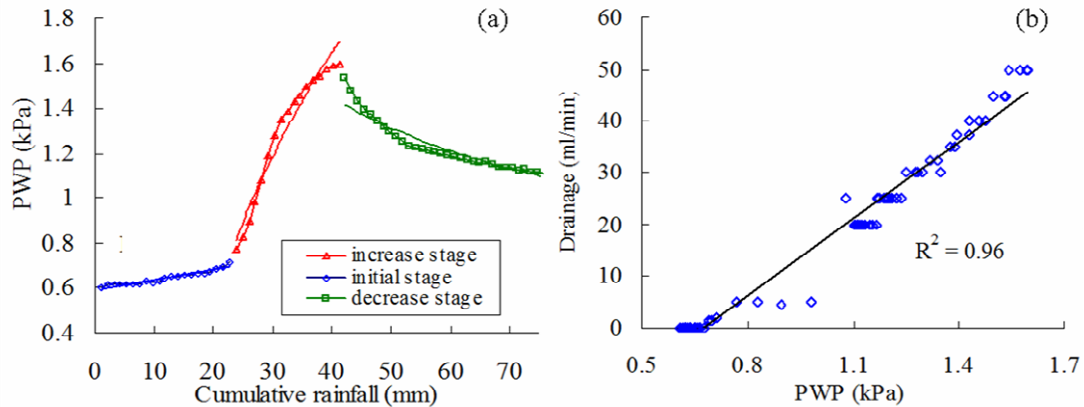 (a)
1.8
1.6
1.4
1.2
1
0.8
0.6
0.4
PWP (kPa)
increase stage
initial stage
decrease stage
0 10 20 30 40 50 60 70
Cumulative rainfall (mm)
(b)
60
50
40
30
20
10
0
Drainage (ml/min)
R² = 0.96
0.5 0.8 1.1 1.4 1.7
PWP (kPa)